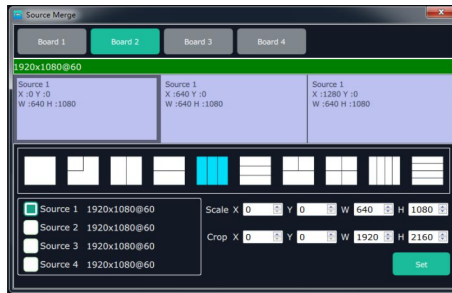 Source Merge
Board 1 Board 2 Board 3 Board 4
1920x1080@60
Source 1 Source 1 Source 1
X :0 Y :0 X :640 Y :0 X :1280 Y :0
W :640 H :1080 W :640 H :1080 W :640 H :1080
Source 1 1920x1080@60 Scale X 0 Y 0 W 640 H 1080
Source 2 1920x1080@60
Source 3 1920x1080@60 Crop X 0 Y 0 W 1920 H 2160
Source 4 1920x1080@60 Set